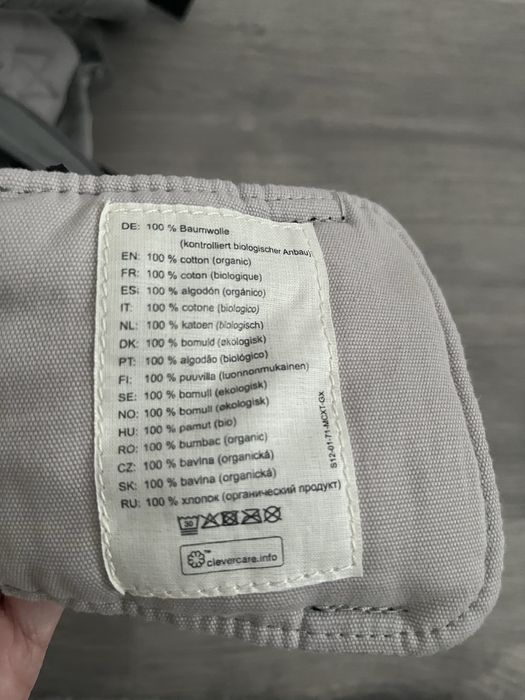 DE: 100 % Baumwolle
(kontrolliert biologischer Anbau)
EN: 100 % cotton (organic)
FR: 100 % coton (biologique)
ES: 100 % algodón (orgánico)
IT: 100 % cotone (biologico)
NL: 100 % katoen (biologisch)
DK: 100 % bomuld (økologisk)
PT: 100 % algodão (biológico)
FI: 100 % puuvilla (luonnonmukainen)
SE: 100 % bomull (ekologisk)
NO: 100 % bomull (økologisk)
HU: 100 % pamut (bio)
RO: 100 % bumbac (organic)
CZ: 100 % bavlna (organická)
SK: 100 % bavlna (organická)
RU: 100 % хлопок (органический продукт)
30
clevercare.info
TM
S12-01-71-MCXT-GX